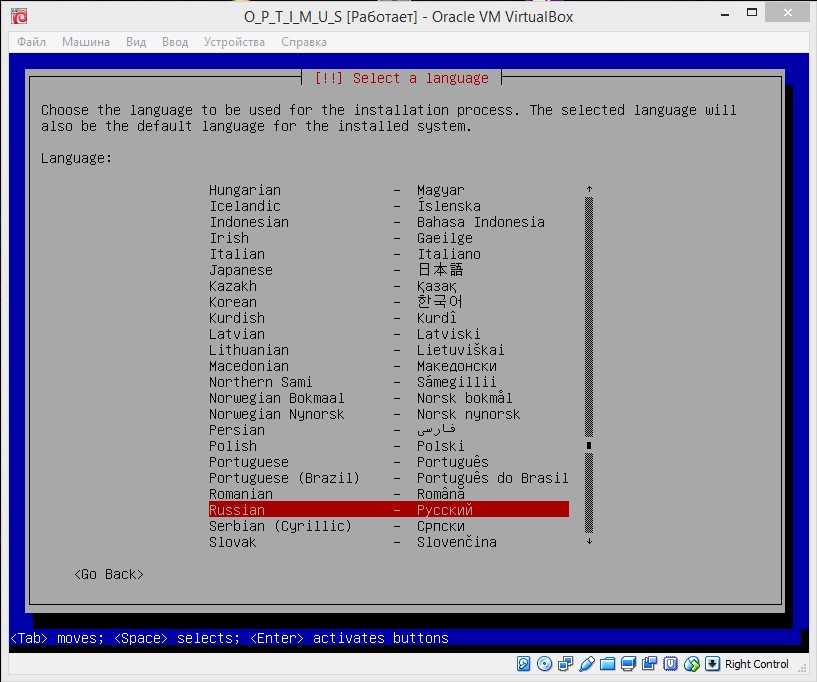 O_P_T_I_M_U_S [Работает] - Oracle VM VirtualBox
Файл Машина Вид Ввод Устройства Справка
[!!] Select a language
Choose the language to be used for the installation process. The selected language will
also be the default language for the installed system.
Language:
Hungarian - Magyar
Icelandic - Íslenska
Indonesian - Bahasa Indonesia
Irish - Gaeilge
Italian - Italiano
Japanese - 日本語
Kazakh - Қазақ
Korean - 한국어
Kurdish - Kurdî
Latvian - Latviski
Lithuanian - Lietuviškai
Macedonian - Македонски
Northern Sami - Sámegillii
Norwegian Bokmaal - Norsk bokmål
Norwegian Nynorsk - Norsk nynorsk
Persian - فارسی
Polish - Polski
Portuguese - Português
Portuguese (Brazil) - Português do Brasil
Romanian - Română
Russian - Русский
Serbian (Cyrillic) - Српски
Slovak - Slovenčina
<Go Back>
<Tab> moves; <Space> selects; <Enter> activates buttons
Right Control